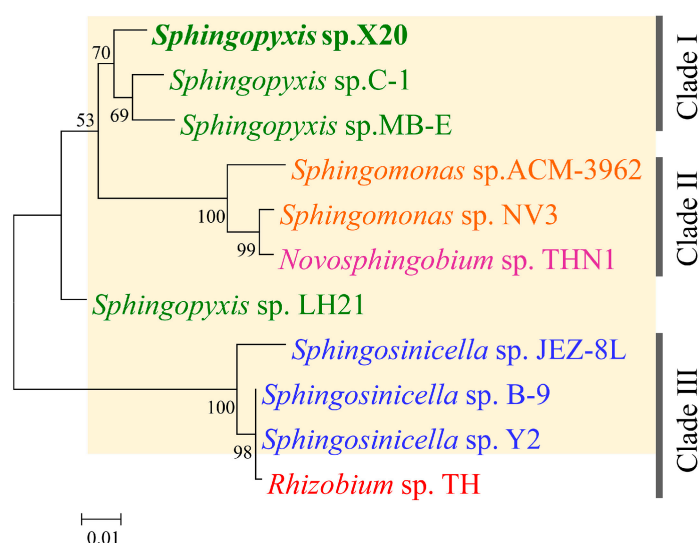 Sphingopyxis sp.X20
70
Sphingopyxis sp.C-1
69
Sphingopyxis sp.MB-E
Clade I
53
Sphingomonas sp.ACM-3962
100
Sphingomonas sp. NV3
99
Novosphingobium sp. THN1
Clade II
Sphingopyxis sp. LH21
Sphingosinicella sp. JEZ-8L
100
Sphingosinicella sp. B-9
Sphingosinicella sp. Y2
98
Rhizobium sp. TH
Clade III
0.01